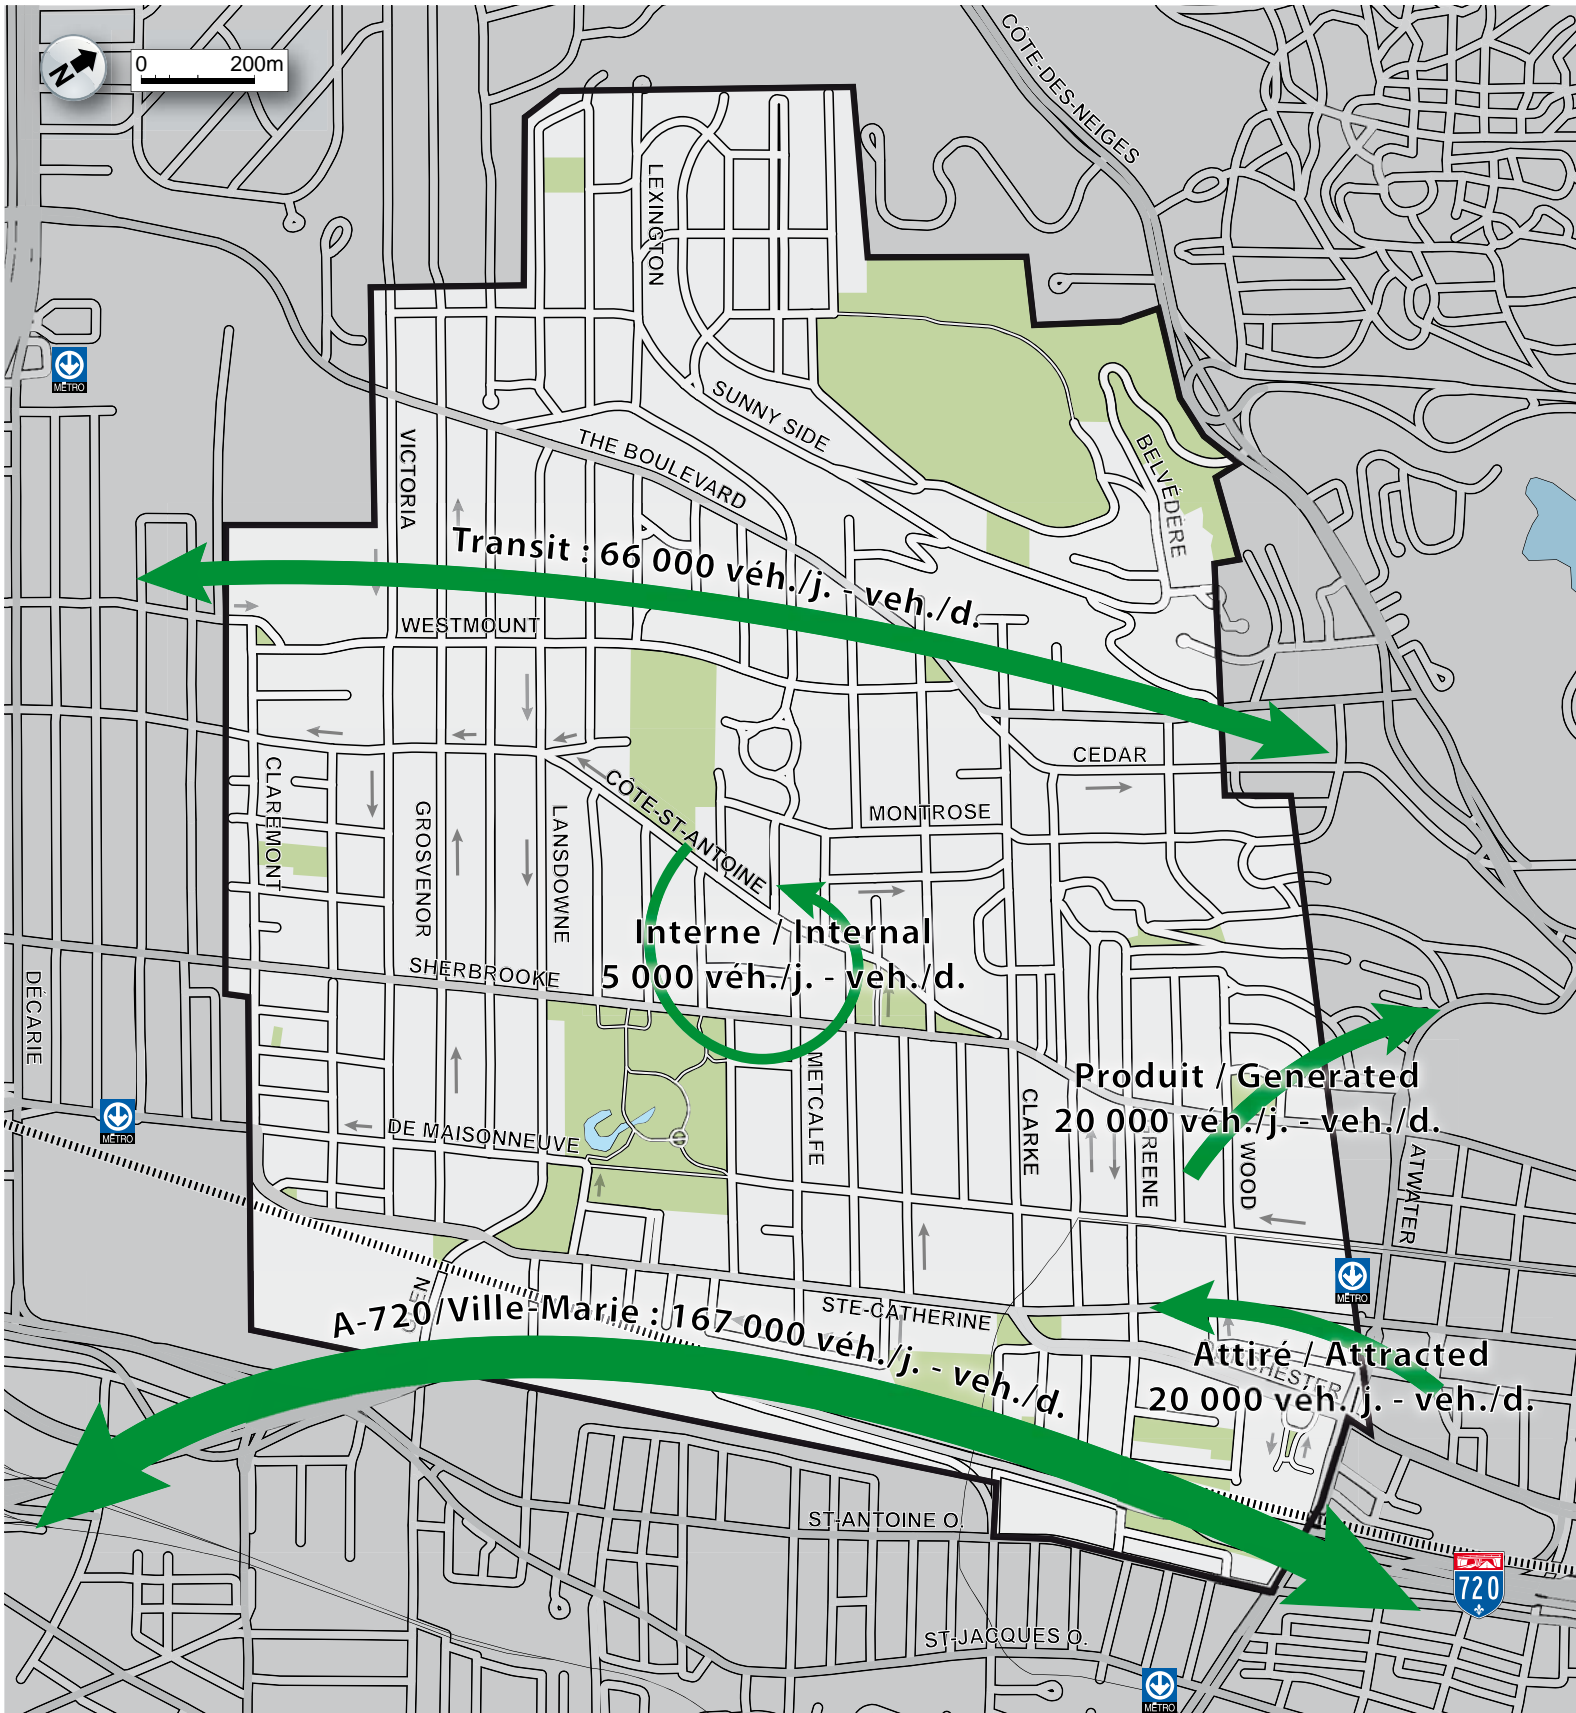 N
0 200m
CÔTE-DES-NEIGES
LEXINGTON
MÉTRO
SUNNY SIDE
THE BOULEVARD
VICTORIA
BELVÉDÈRE
Transit : 66 000 véh./j. - veh./d.
WESTMOUNT
CEDAR
CLAREMONT
CÔTE-ST-ANTOINE
MONTROSE
GROSVENOR
LANSDOWNE
Interne / Internal
5 000 véh./j. - veh./d.
SHERBROOKE
DÉCARIE
METCALFE
Produit / Generated
20 000 véh./j. - veh./d.
CLARKE
MÉTRO
DE MAISONNEUVE
REENE
WOOD
ATWATER
MÉTRO
A-720/Ville-Marie : 167 000 véh./j. - veh./d.
STE-CATHERINE
Attiré / Attracted
20 000 véh./j. - veh./d.
CHESTER
ST-ANTOINE O.
720
ST-JACQUES O.
MÉTRO